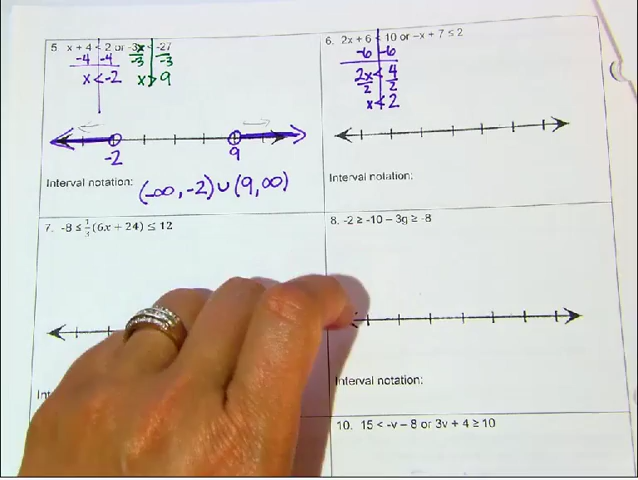 5 x + 4 < 2 or -3x < -27
-4 | -4
-3 | -3
x < -2
x > 9
-2
9
Interval notation: (-∞, -2) ∪ (9, ∞)
6. 2x + 6 < 10 or -x + 7 ≤ 2
-6 | -6
2x < 4
2 2
x < 2
Interval notation:
7. -8 ≤ 1/3 (6x + 24) ≤ 12
8. -2 ≥ -10 - 3g ≥ -8
Interval notation:
10. 15 < -v - 8 or 3v + 4 ≥ 10